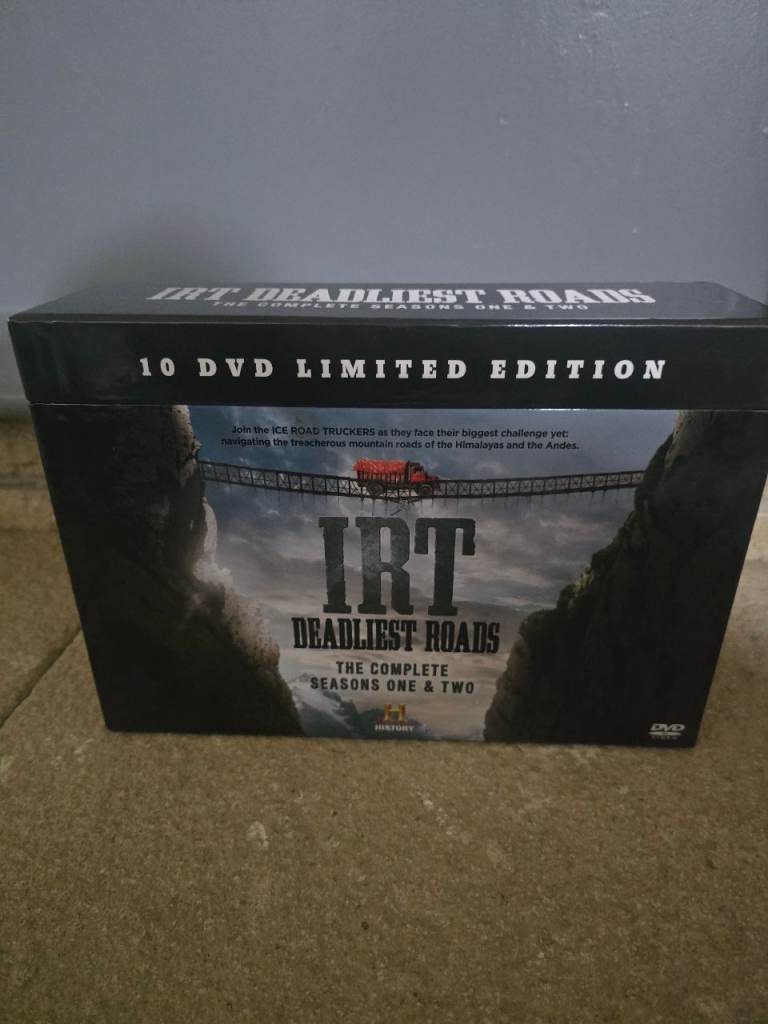 IRT DEADLIEST ROADS
THE COMPLETE SEASONS ONE & TWO
10 DVD LIMITED EDITION
Join the ICE ROAD TRUCKERS as they face their biggest challenge yet:
navigating the treacherous mountain roads of the Himalayas and the Andes.
IRT
DEADLIEST ROADS
THE COMPLETE
SEASONS ONE & TWO
H
HISTORY
DVD
VIDEO